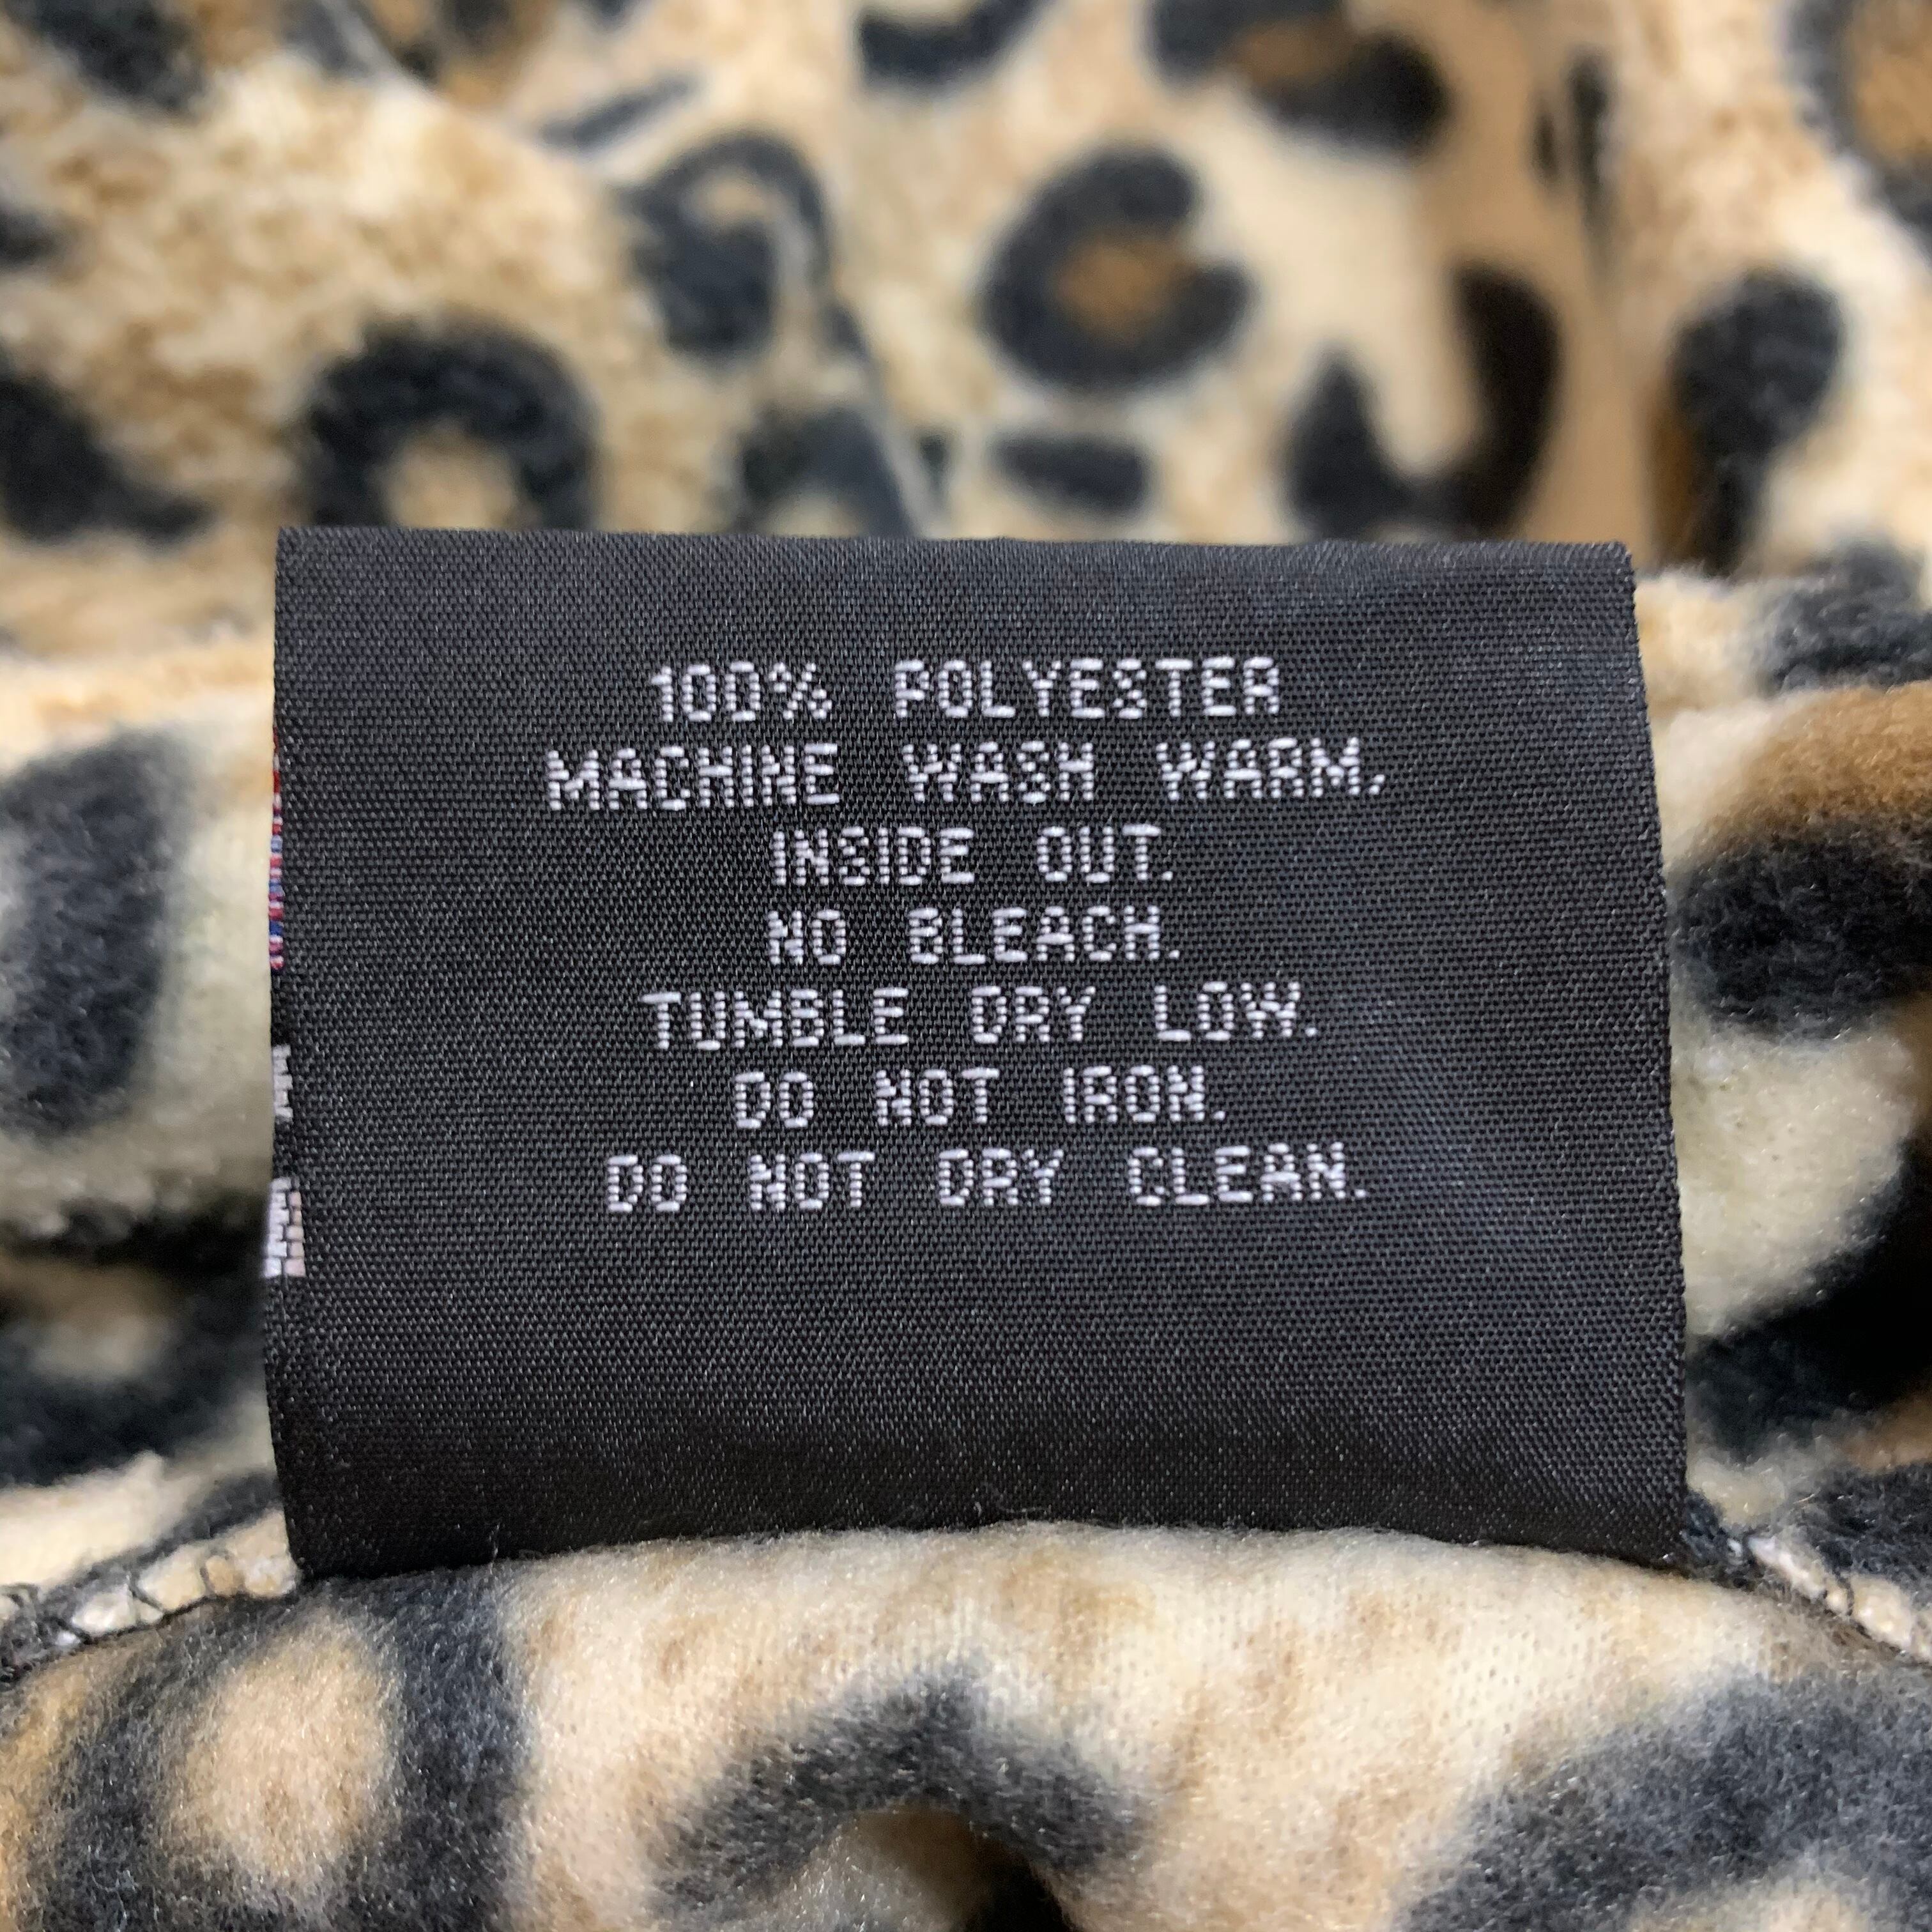 100% POLYESTER
MACHINE WASH WARM,
INSIDE OUT.
NO BLEACH.
TUMBLE DRY LOW.
DO NOT IRON.
DO NOT DRY CLEAN.